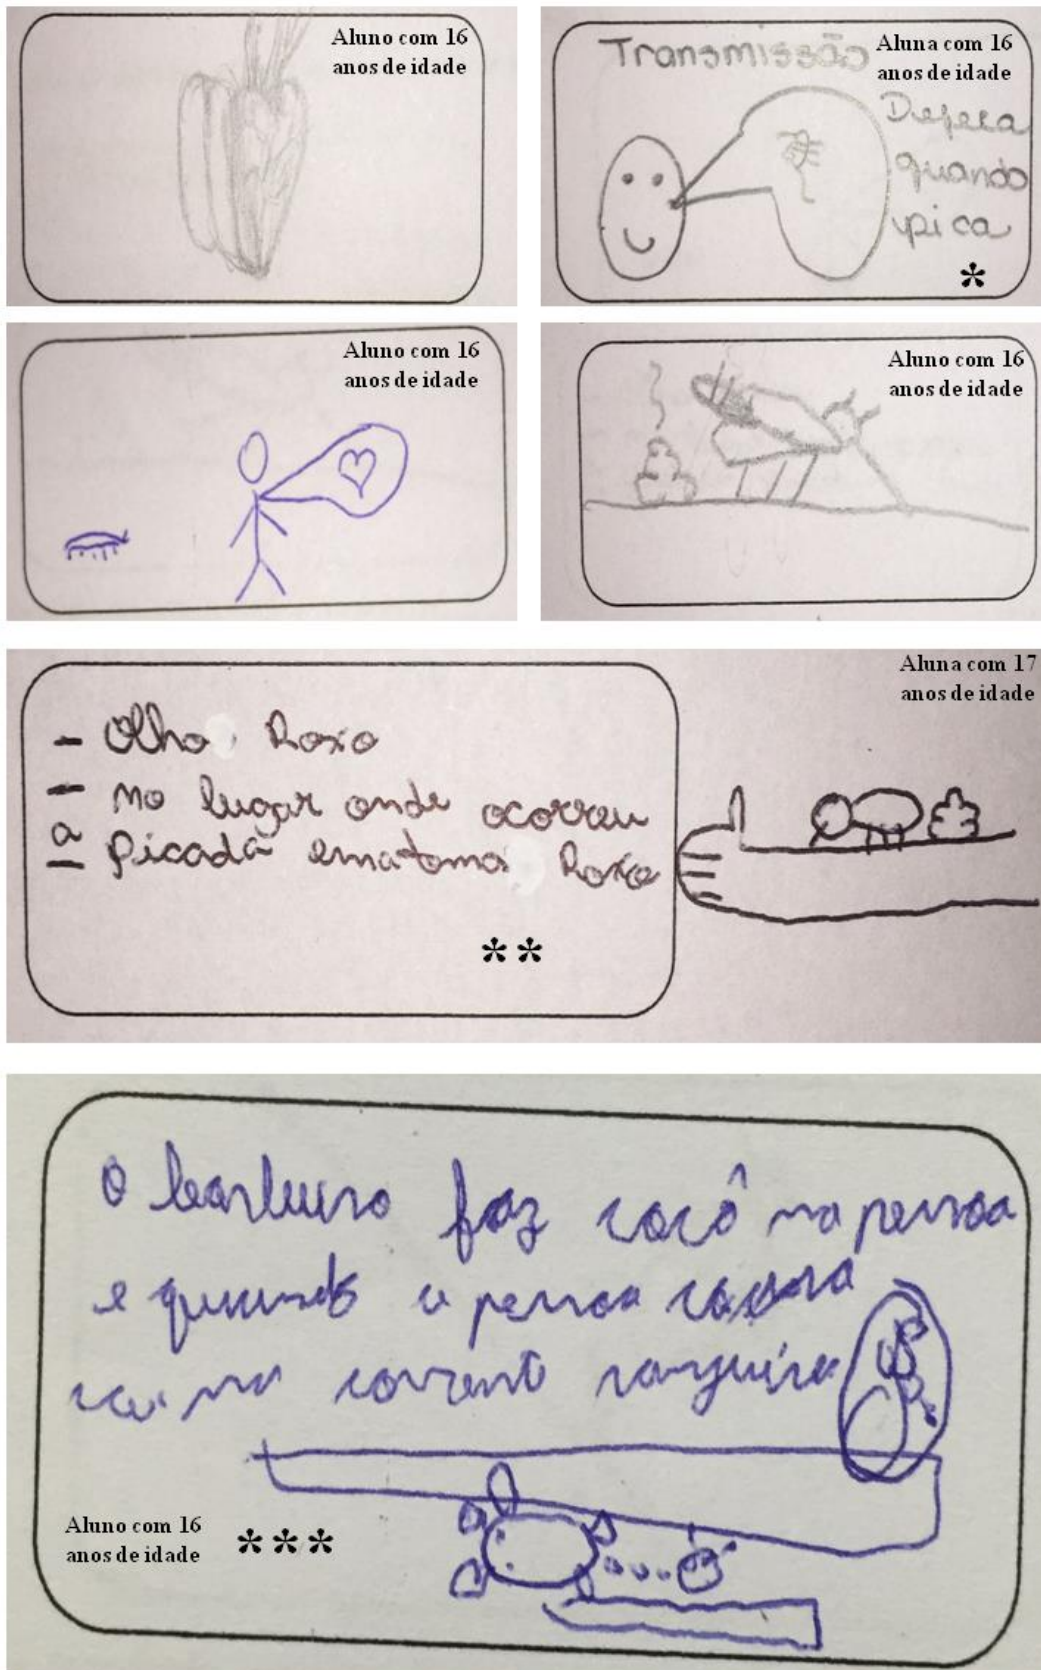 Aluno com 16
anos de idade
Transmissão
Aluna com 16
anos de idade
Defeca
quando
pica
*
Aluno com 16
anos de idade
Aluno com 16
anos de idade
Aluna com 17
anos de idade
- Olho Roxo
- no lugar onde ocorreu
a
- picada ematoma Roxo
**
O barbeiro faz cocô na pessoa
e quando a pessoa cossa
cai na corrent sanguínea
Aluno com 16
anos de idade
***